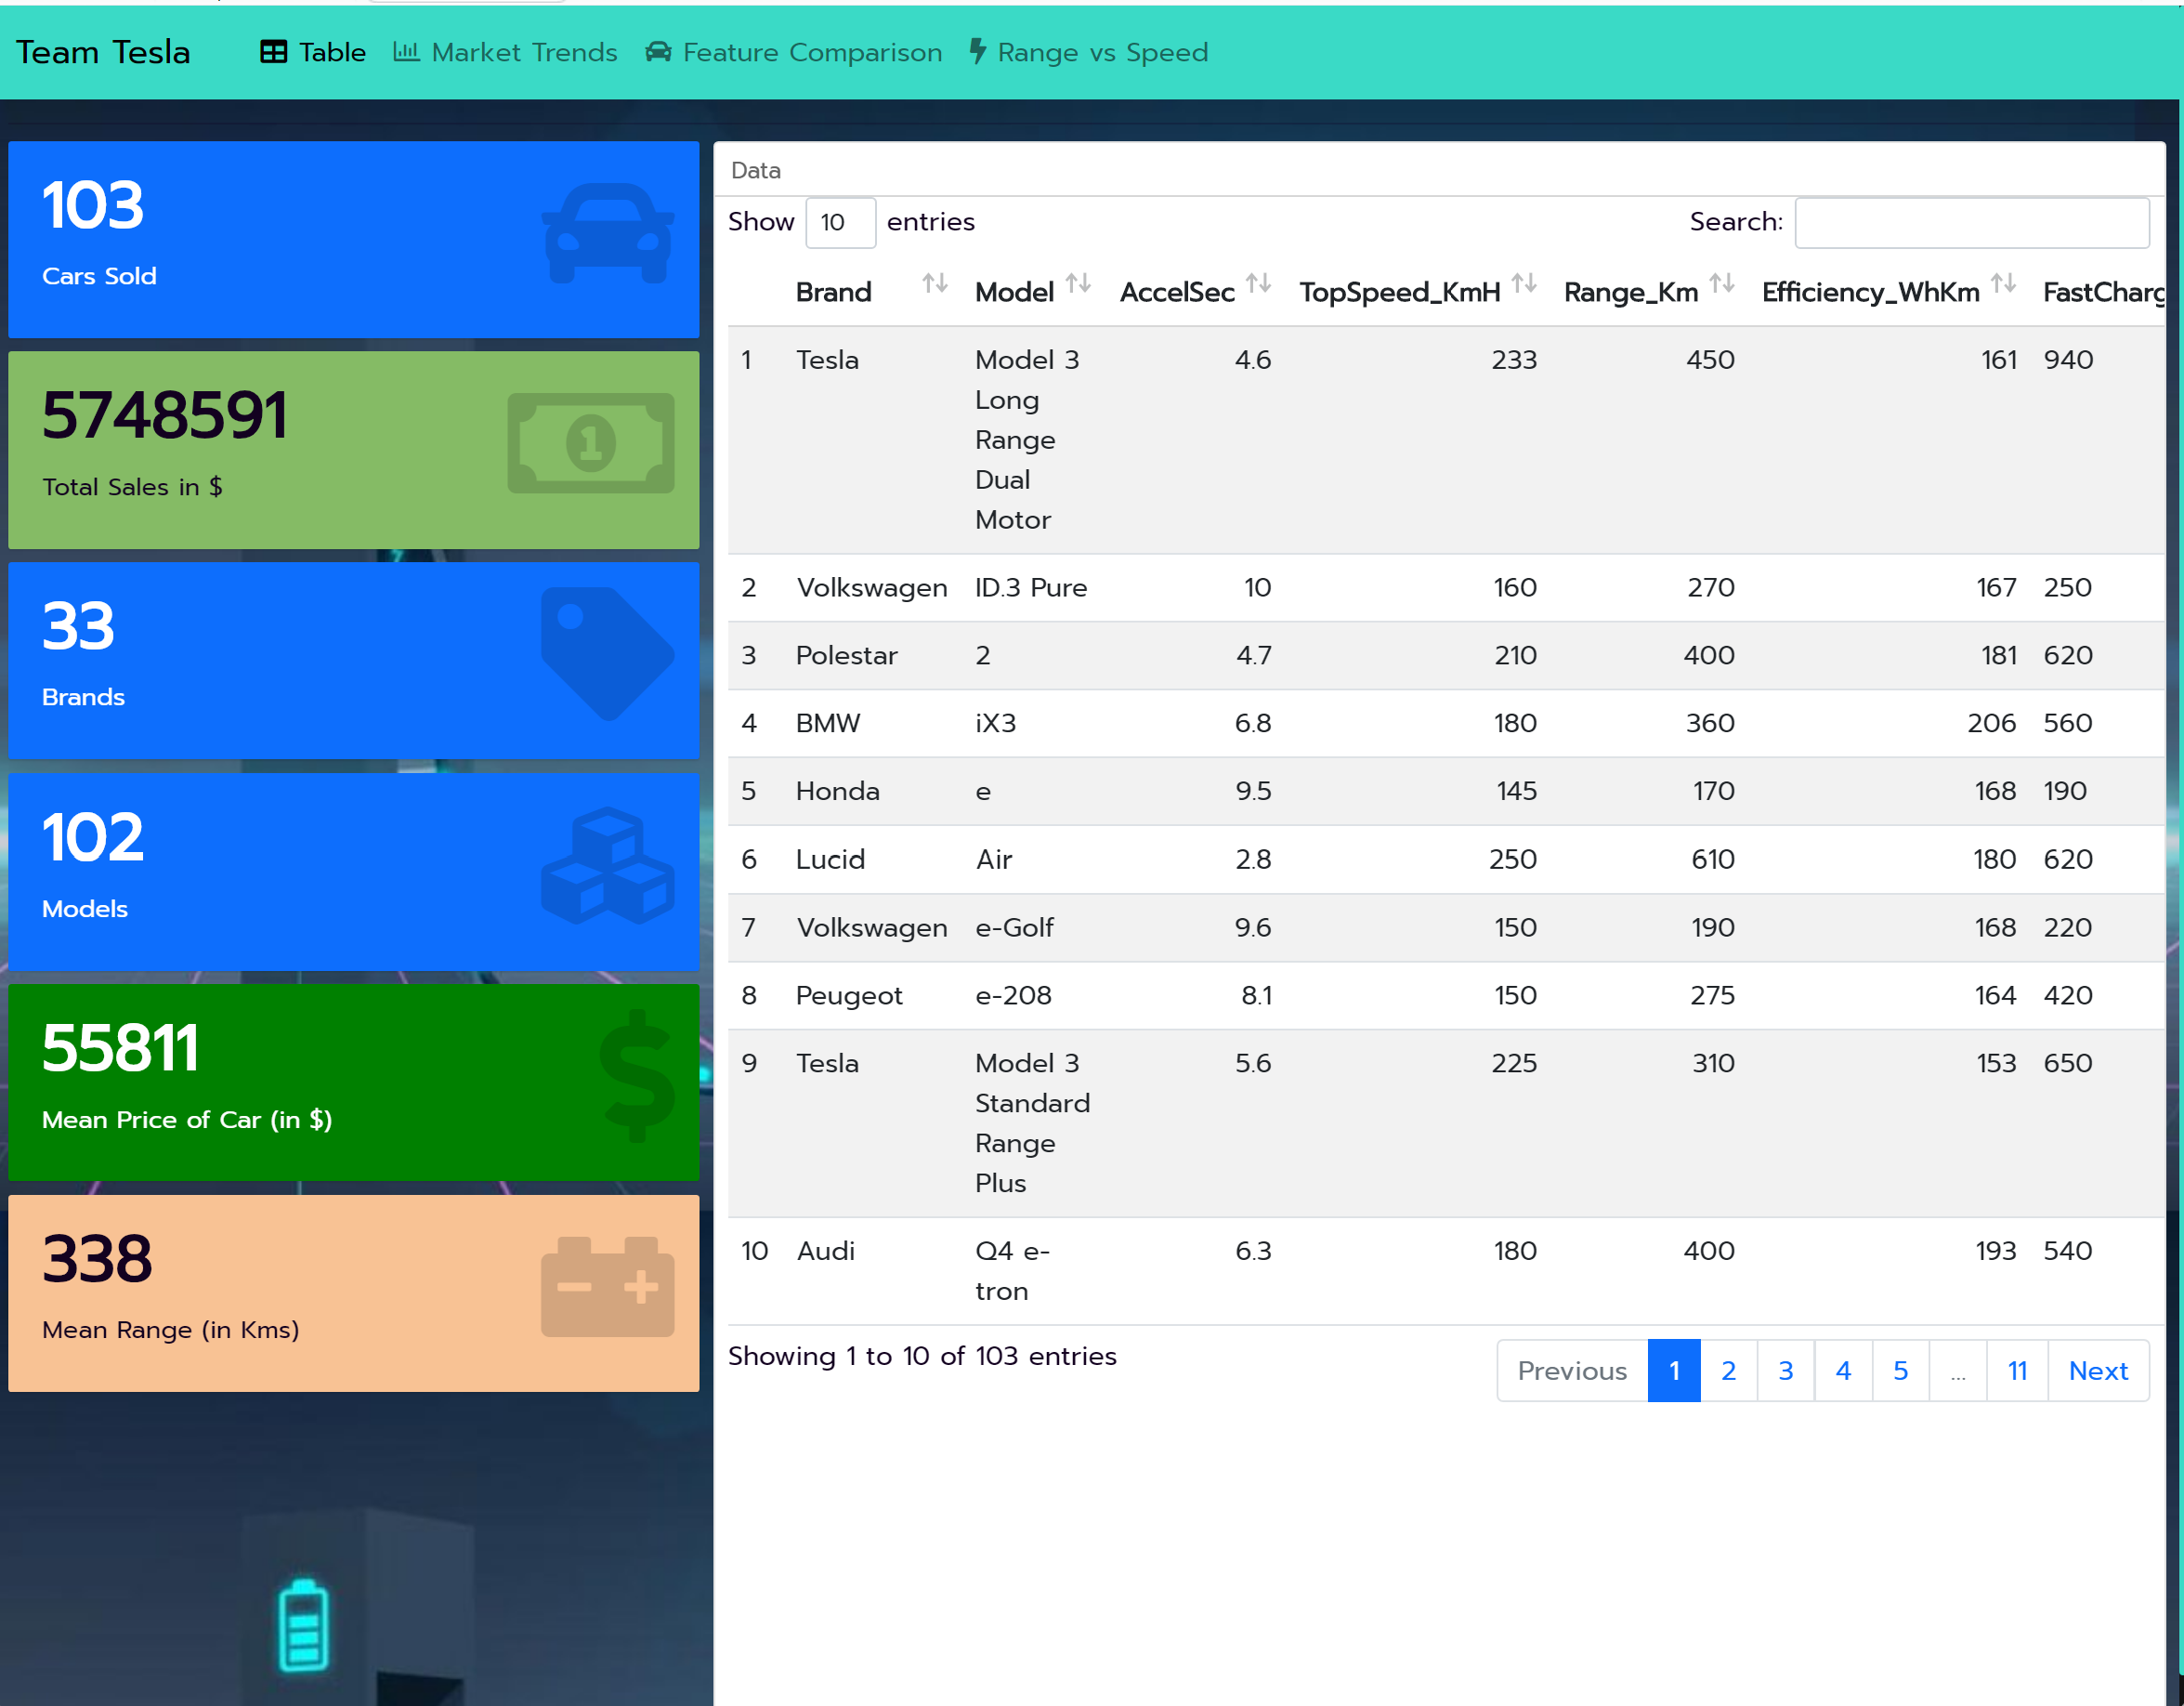 Team Tesla Table Market Trends Feature Comparison Range vs Speed
103
Cars Sold
5748591
Total Sales in $
33
Brands
102
Models
55811
Mean Price of Car (in $)
338
Mean Range (in Kms)
Data
Show 10 entries Search:
Brand Model AccelSec TopSpeed_KmH Range_Km Efficiency_WhKm FastCharg
1 Tesla Model 3 4.6 233 450 161 940
Long
Range
Dual
Motor
2 Volkswagen ID.3 Pure 10 160 270 167 250
3 Polestar 2 4.7 210 400 181 620
4 BMW iX3 6.8 180 360 206 560
5 Honda e 9.5 145 170 168 190
6 Lucid Air 2.8 250 610 180 620
7 Volkswagen e-Golf 9.6 150 190 168 220
8 Peugeot e-208 8.1 150 275 164 420
9 Tesla Model 3 5.6 225 310 153 650
Standard
Range
Plus
10 Audi Q4 e- 6.3 180 400 193 540
tron
Showing 1 to 10 of 103 entries Previous 1 2 3 4 5 ... 11 Next